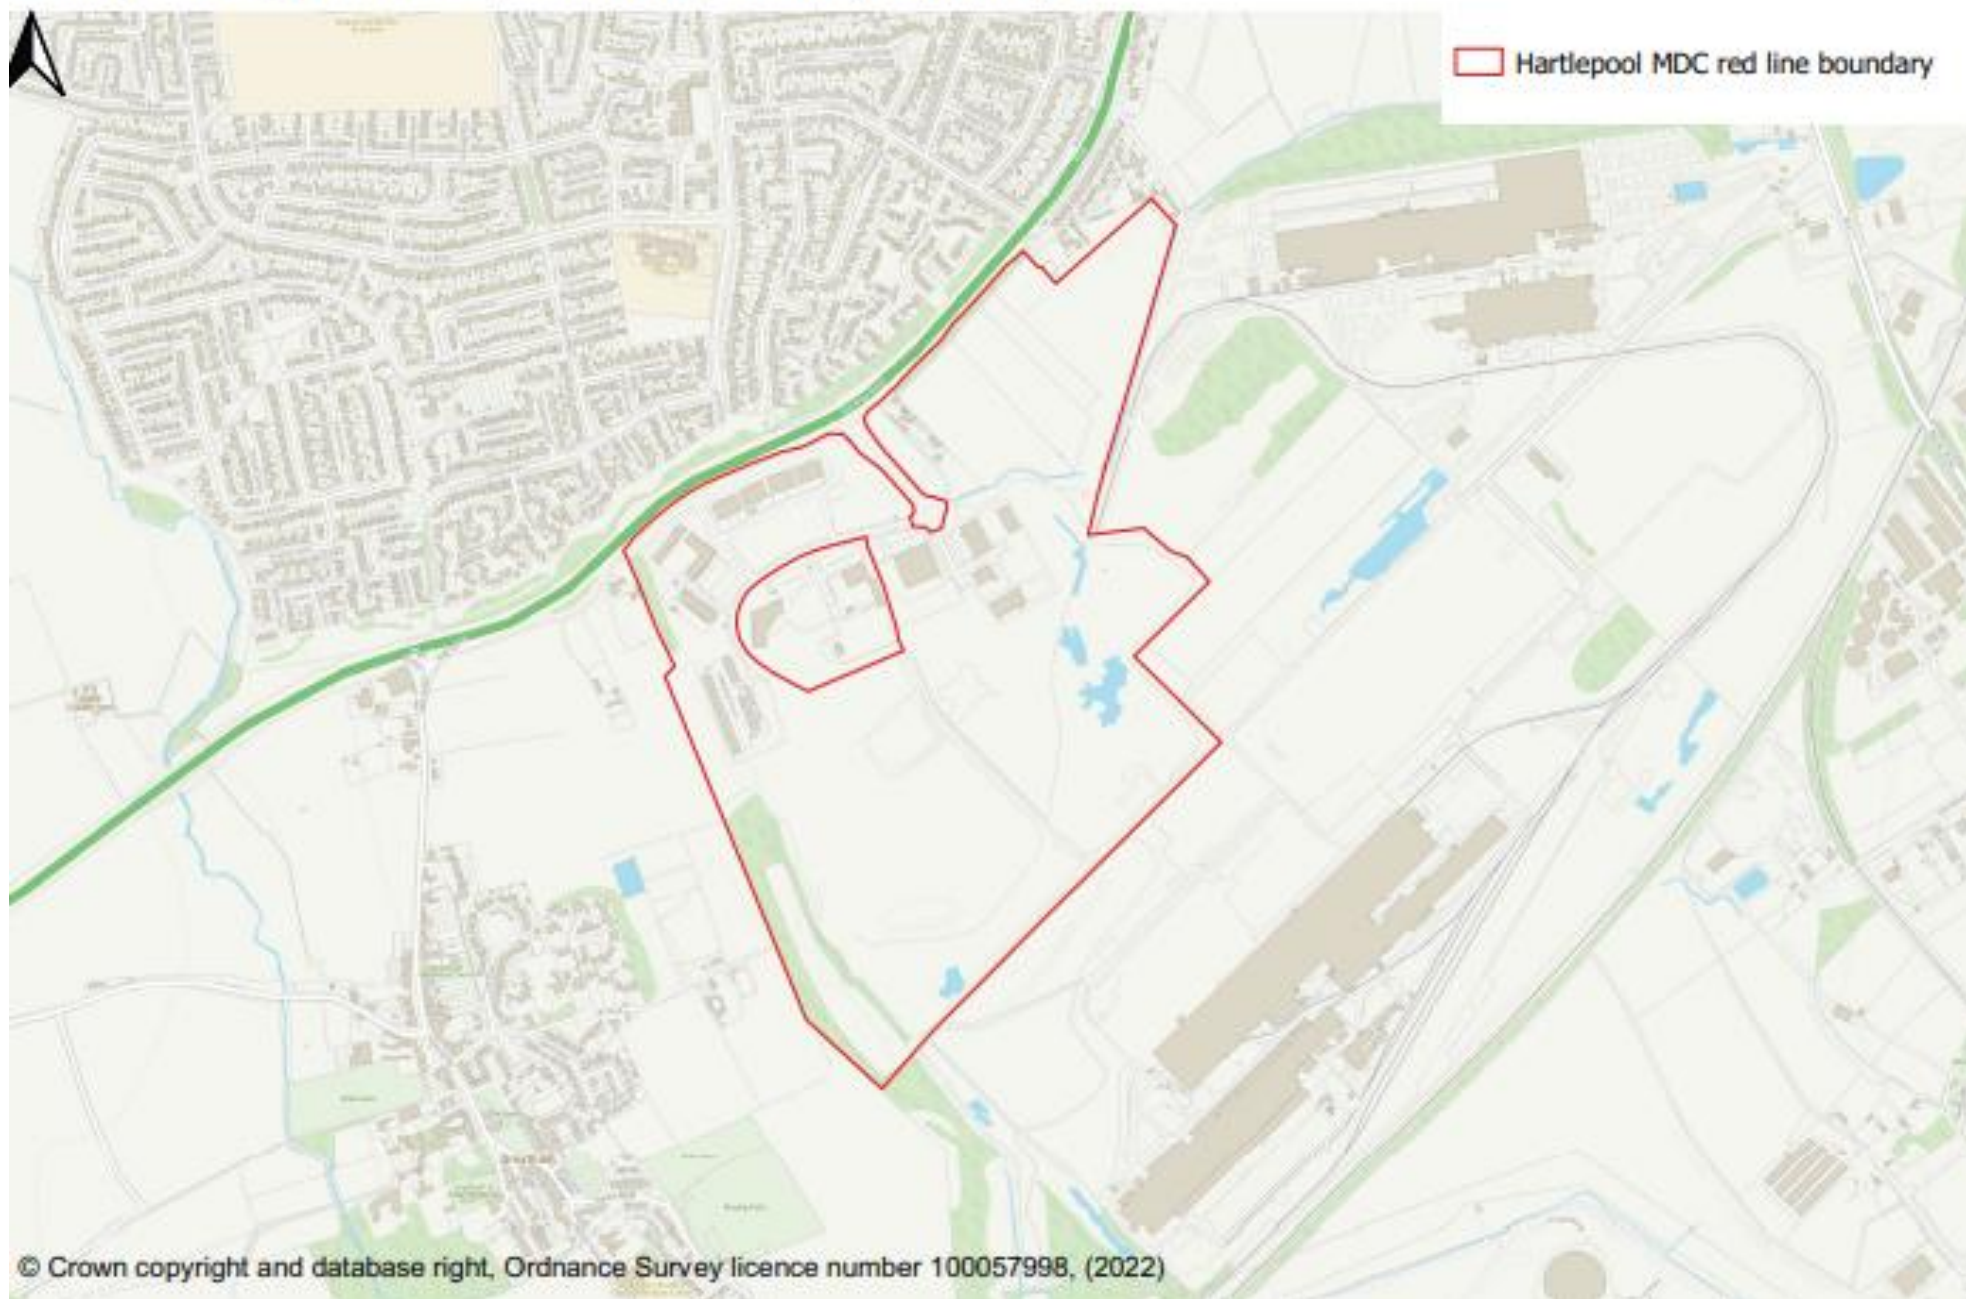 Hartlepool MDC red line boundary
© Crown copyright and database right, Ordnance Survey licence number 100057998, (2022)